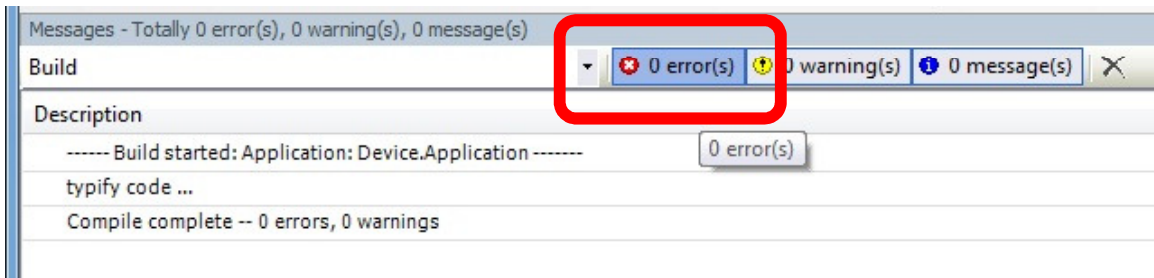 Messages - Totally 0 error(s), 0 warning(s), 0 message(s)
Build 0 error(s) 0 warning(s) 0 message(s)
Description
------ Build started: Application: Device.Application -------
0 error(s)
typify code ...
Compile complete -- 0 errors, 0 warnings